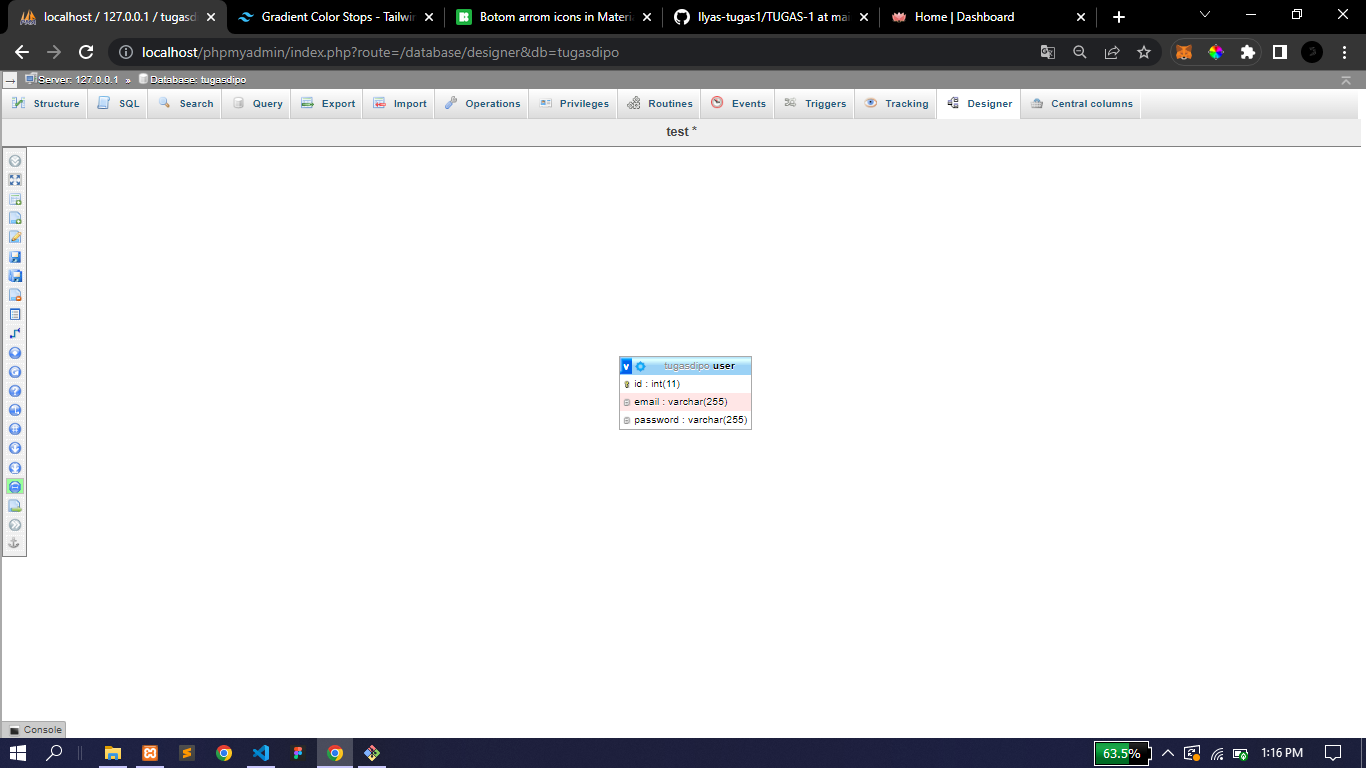 localhost / 127.0.0.1 / tugasd
Gradient Color Stops - Tailwin
Botom arrom icons in Materia
Ilyas-tugas1/TUGAS-1 at mai
Home | Dashboard
localhost/phpmyadmin/index.php?route=/database/designer&db=tugasdipo
Server: 127.0.0.1 » Database: tugasdipo
Structure SQL Search Query Export Import Operations Privileges Routines Events Triggers Tracking Designer Central columns
test *
v tugasdipo user
id : int(11)
email : varchar(255)
password : varchar(255)
Console
63.5% 1:16 PM